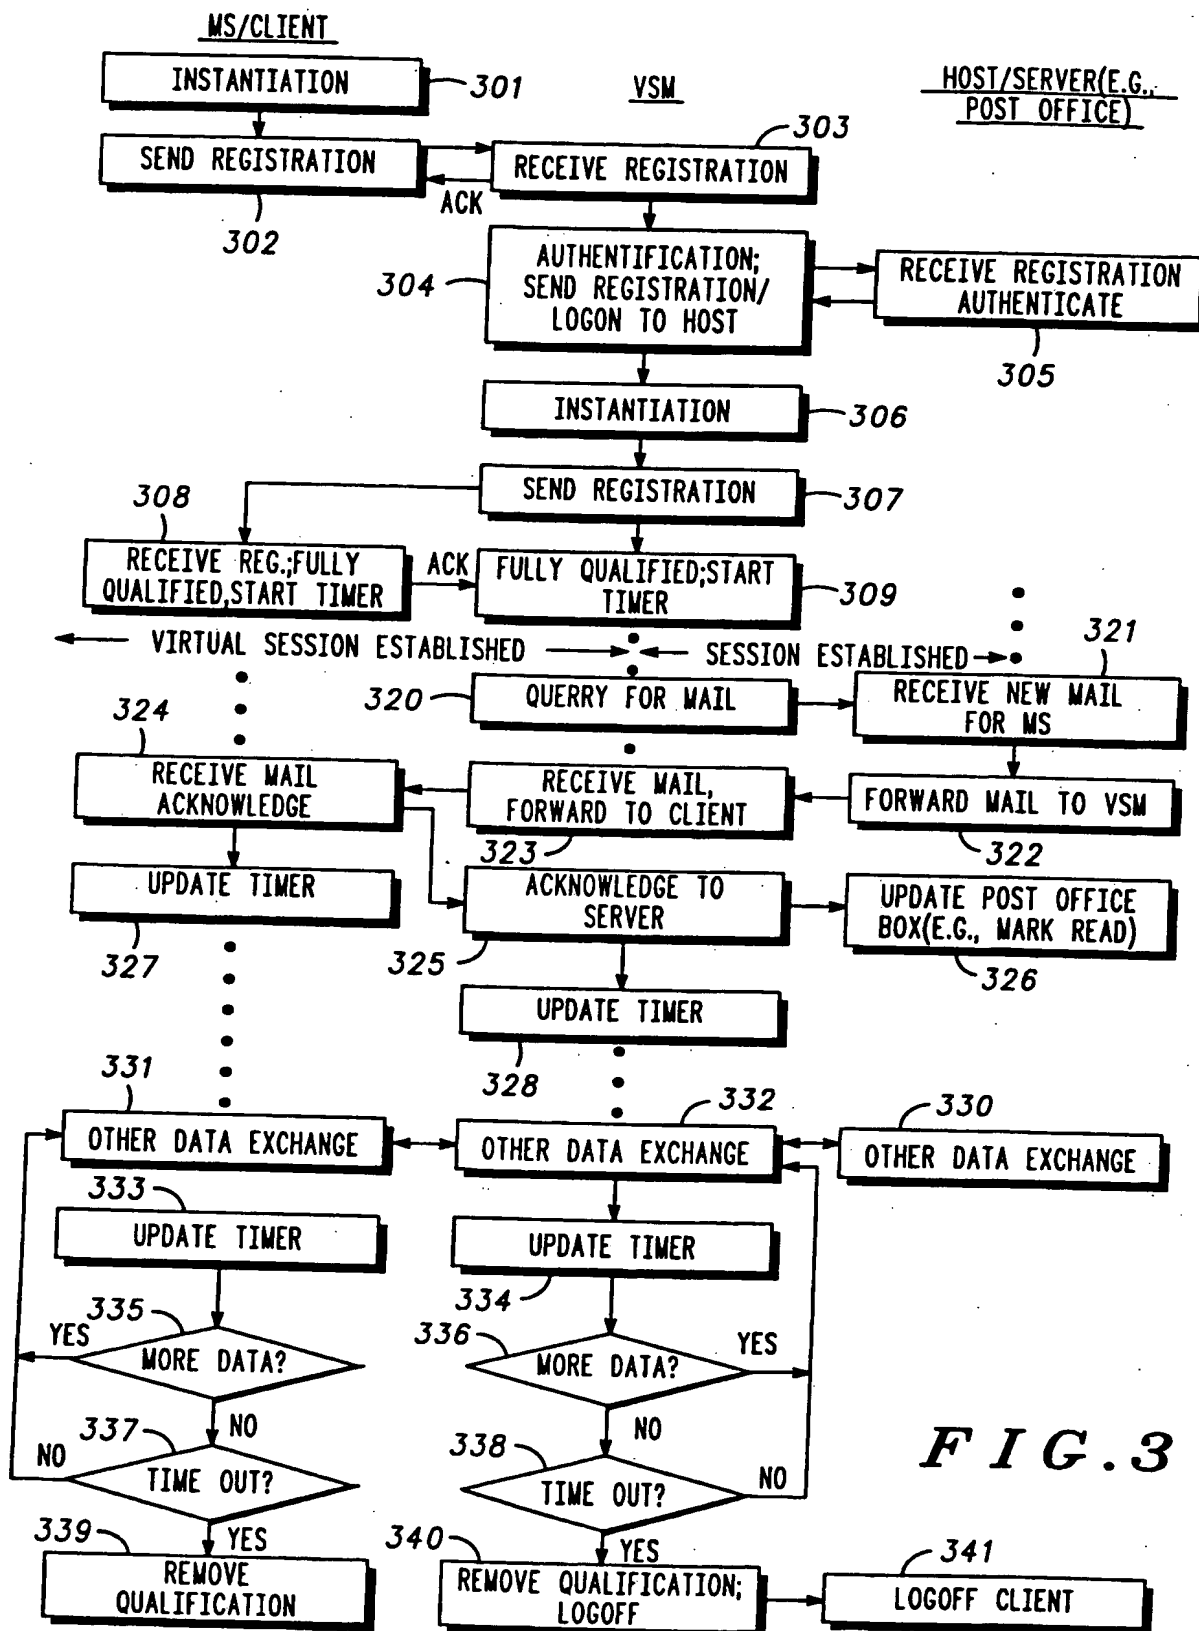 MS/CLIENT
VSM
HOST/SERVER(E.G.,
POST OFFICE)
INSTANTIATION
301
SEND REGISTRATION
302
ACK
303
RECEIVE REGISTRATION
304
AUTHENTIFICATION;
SEND REGISTRATION/
LOGON TO HOST
RECEIVE REGISTRATION
AUTHENTICATE
305
INSTANTIATION
306
SEND REGISTRATION
307
308
RECEIVE REG.;FULLY
QUALIFIED,START TIMER
ACK
FULLY QUALIFIED;START
TIMER
309
VIRTUAL SESSION ESTABLISHED
SESSION ESTABLISHED
320
QUERRY FOR MAIL
321
RECEIVE NEW MAIL
FOR MS
324
RECEIVE MAIL
ACKNOWLEDGE
RECEIVE MAIL,
FORWARD TO CLIENT
323
FORWARD MAIL TO VSM
322
UPDATE TIMER
327
ACKNOWLEDGE TO
SERVER
325
UPDATE POST OFFICE
BOX(E.G., MARK READ)
326
UPDATE TIMER
328
331
OTHER DATA EXCHANGE
332
OTHER DATA EXCHANGE
330
OTHER DATA EXCHANGE
333
UPDATE TIMER
UPDATE TIMER
334
335
YES
MORE DATA?
NO
336
MORE DATA?
YES
NO
337
NO
TIME OUT?
YES
338
TIME OUT?
NO
YES
339
REMOVE
QUALIFICATION
340
REMOVE QUALIFICATION;
LOGOFF
341
LOGOFF CLIENT
FIG.3